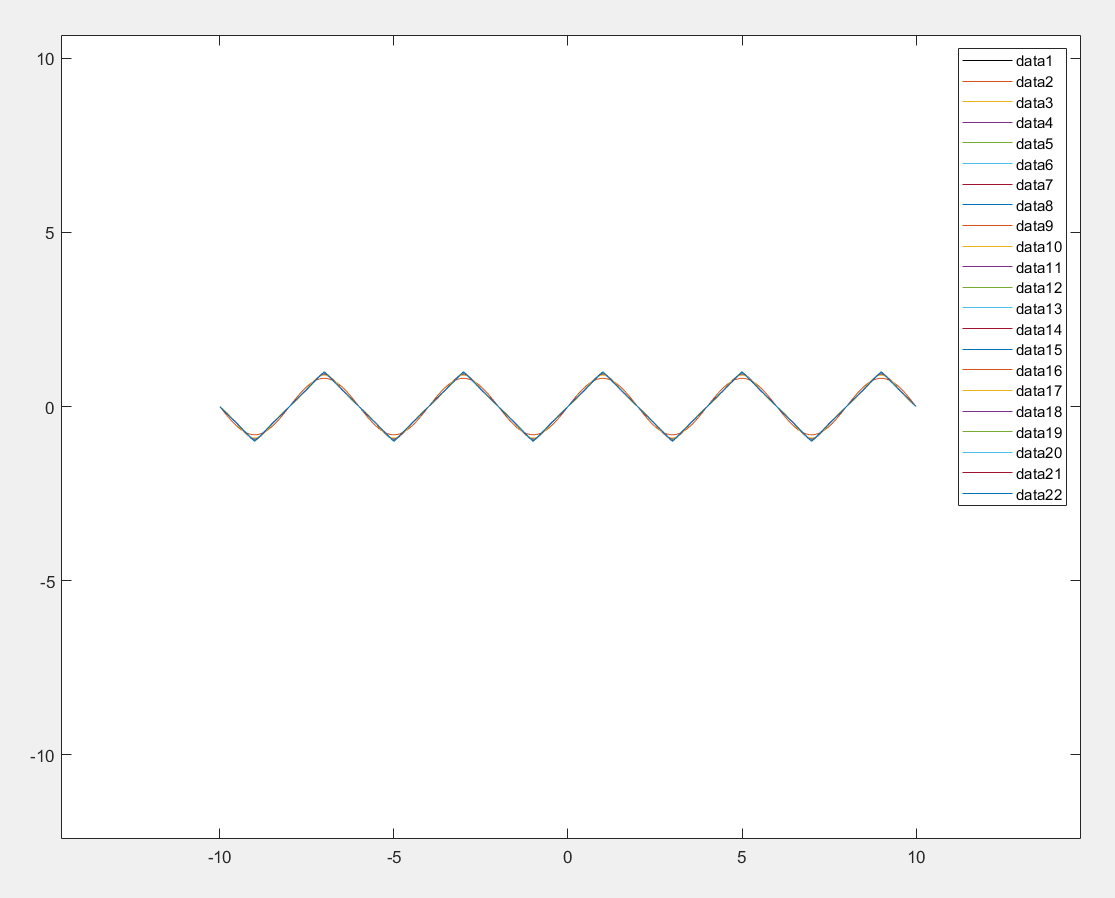 10
5
0
-5
-10
-10
-5
0
5
10
data1
data2
data3
data4
data5
data6
data7
data8
data9
data10
data11
data12
data13
data14
data15
data16
data17
data18
data19
data20
data21
data22